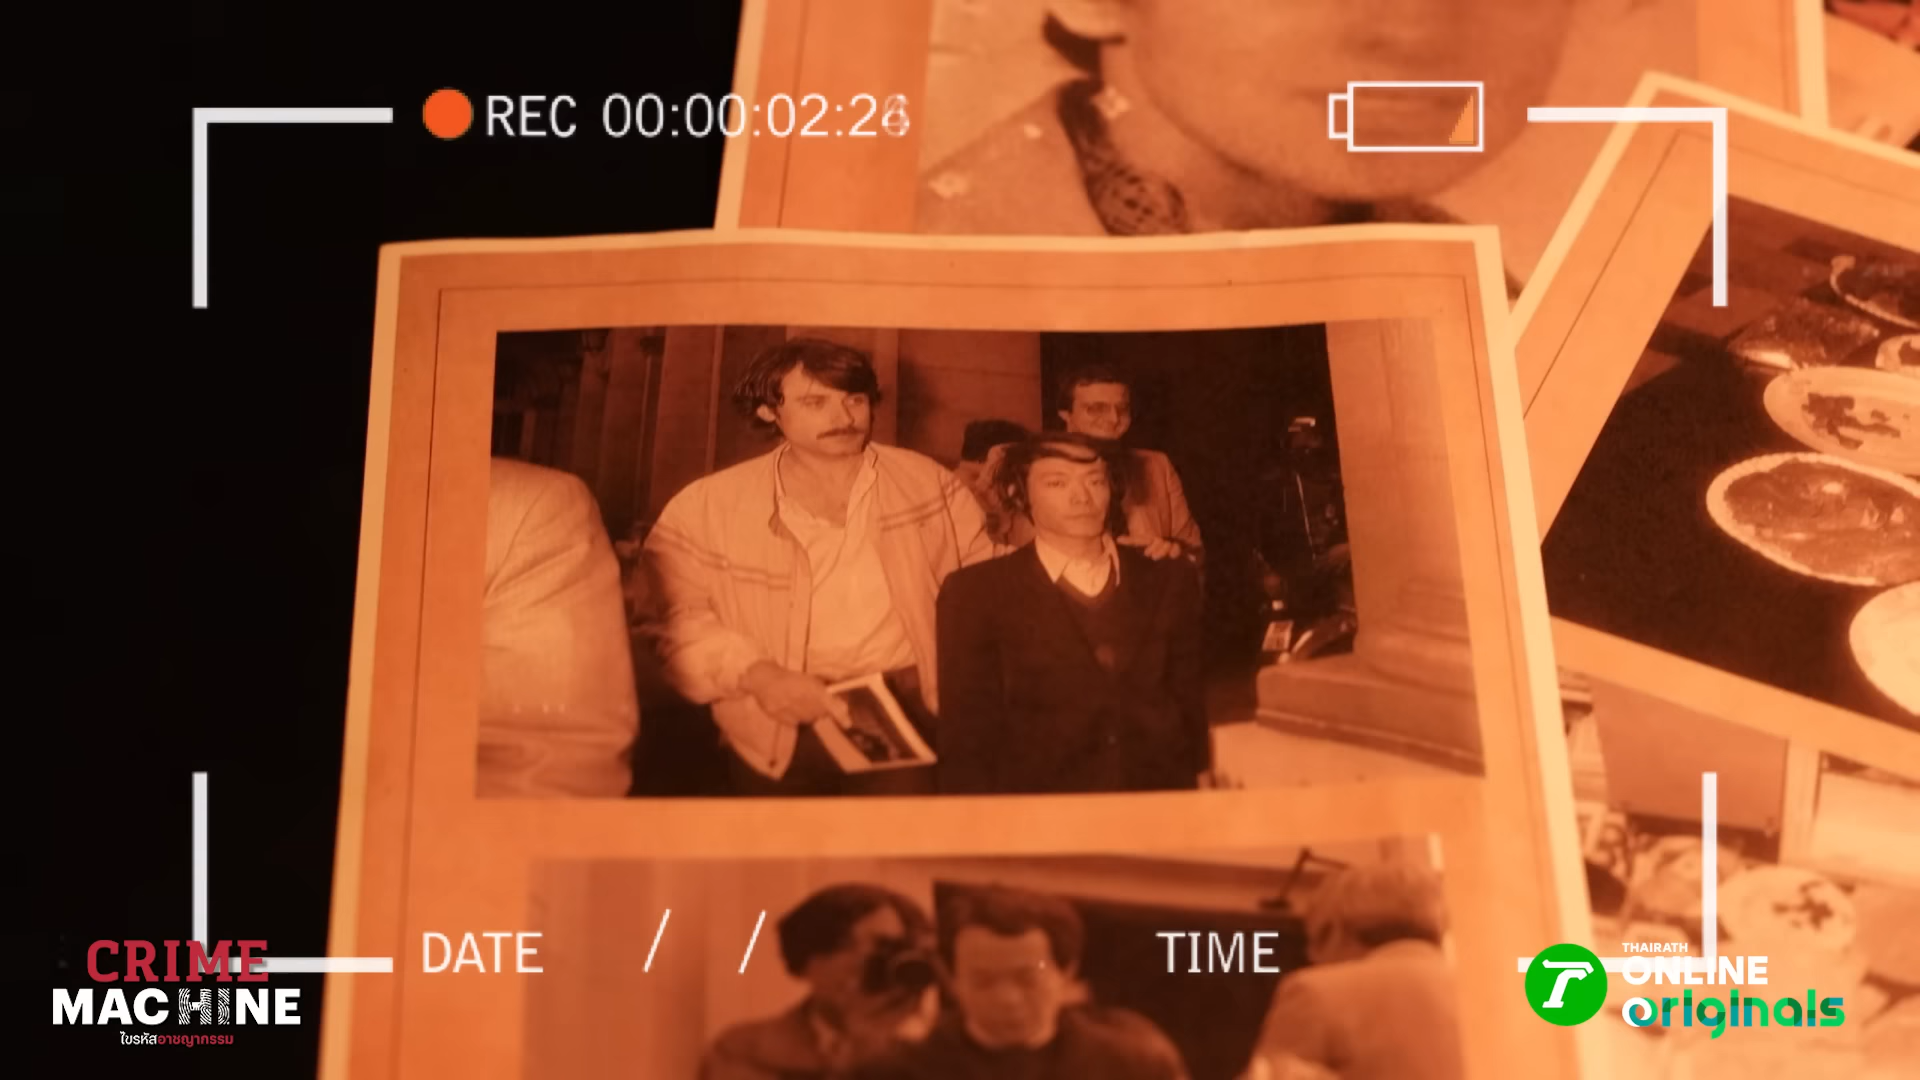 REC 00:00:02:2
DATE / / TIME
CRIME
MACHINE
ไขรหัสอาชญากรรม
THAIRATH
ONLINE
originals